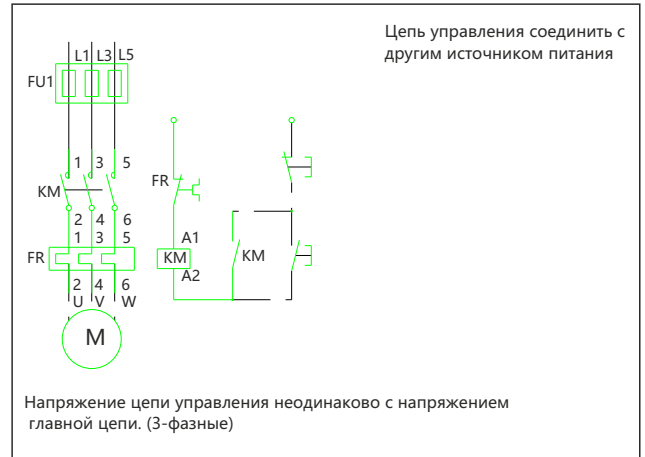 Цепь управления соединить с
другим источником питания
L1 L3 L5
FU1
1 3 5
KM
FR
2 4 6
1 3 5
A1
FR
KM
KM
A2
2 4 6
U V W
M
Напряжение цепи управления неодинаково с напряжением
главной цепи. (3-фазные)